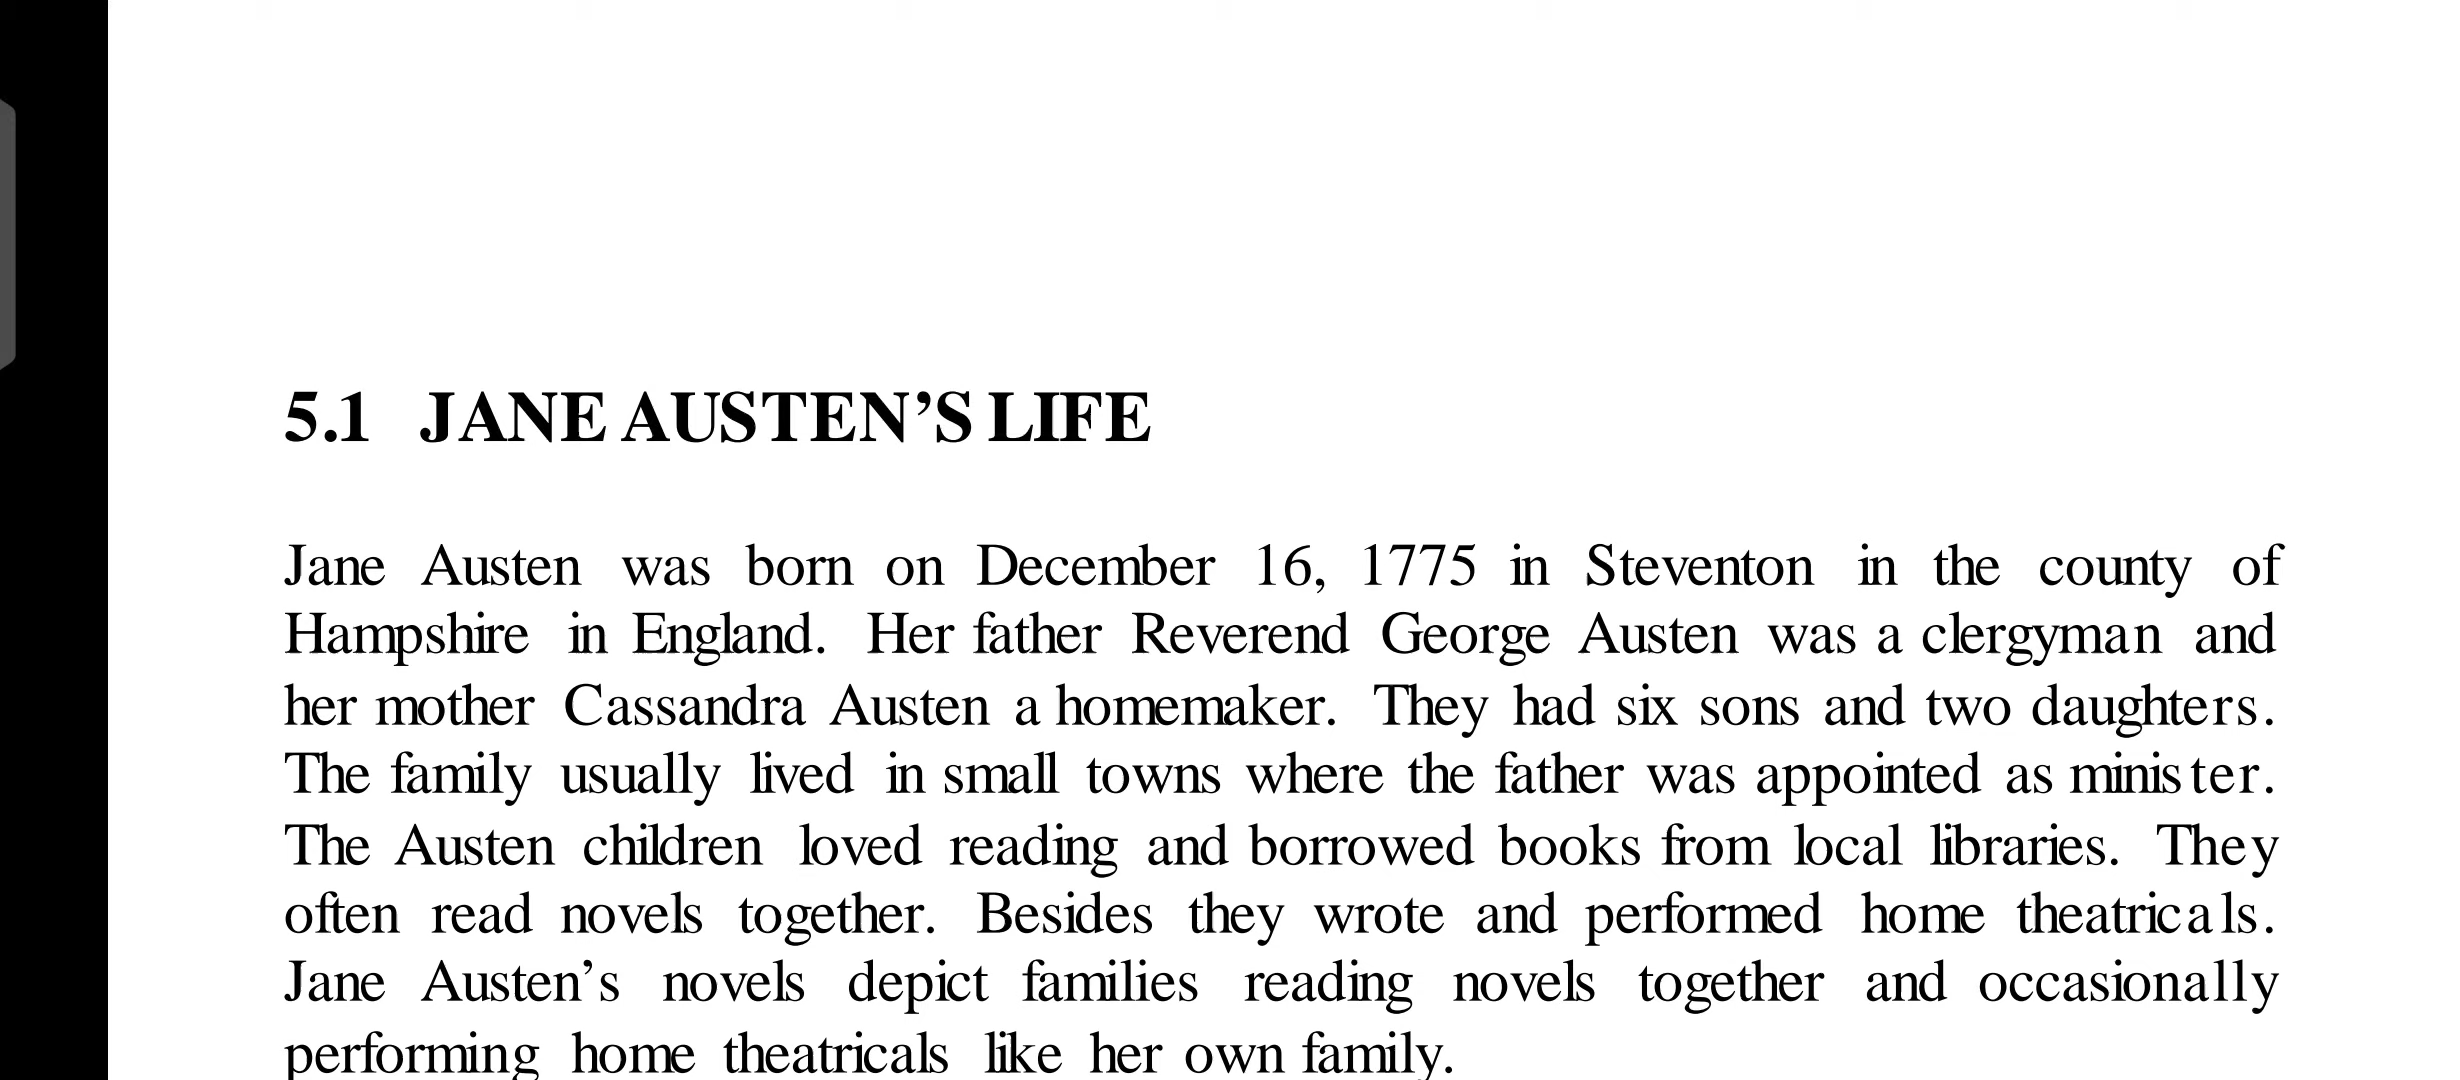 5.1 JANE AUSTEN’S LIFE
Jane Austen was born on December 16, 1775 in Steventon in the county of
Hampshire in England. Her father Reverend George Austen was a clergyman and
her mother Cassandra Austen a homemaker. They had six sons and two daughters.
The family usually lived in small towns where the father was appointed as minister.
The Austen children loved reading and borrowed books from local libraries. They
often read novels together. Besides they wrote and performed home theatricals.
Jane Austen’s novels depict families reading novels together and occasionally
performing home theatricals like her own family.